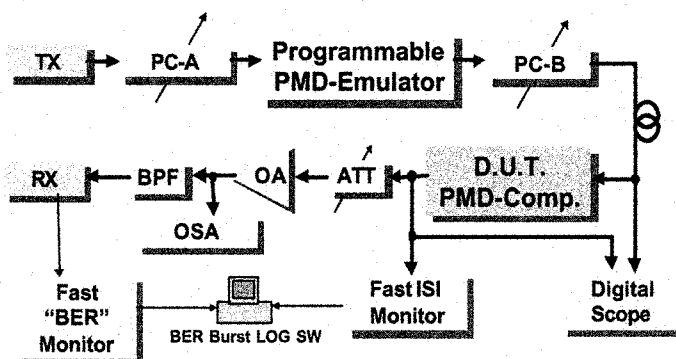 TX
PC-A
Programmable
PMD-Emulator
PC-B
RX
BPF
OA
ATT
D.U.T.
PMD-Comp.
OSA
Fast
“BER”
Monitor
BER Burst LOG SW
Fast ISI
Monitor
Digital
Scope